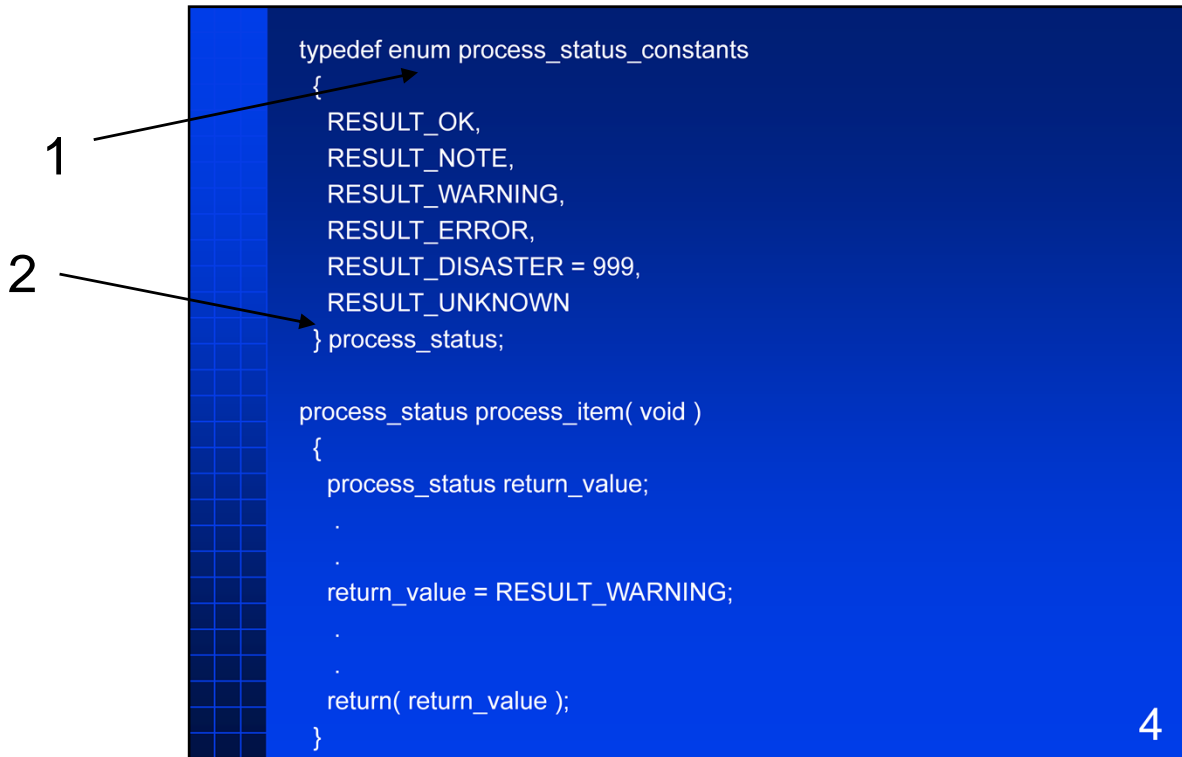 typedef enum process_status_constants
{
1
RESULT_OK,
RESULT_NOTE,
RESULT_WARNING,
RESULT_ERROR,
2
RESULT_DISASTER = 999,
RESULT_UNKNOWN
} process_status;
process_status process_item( void )
{
process_status return_value;
.
.
return_value = RESULT_WARNING;
.
.
return( return_value );
}
4